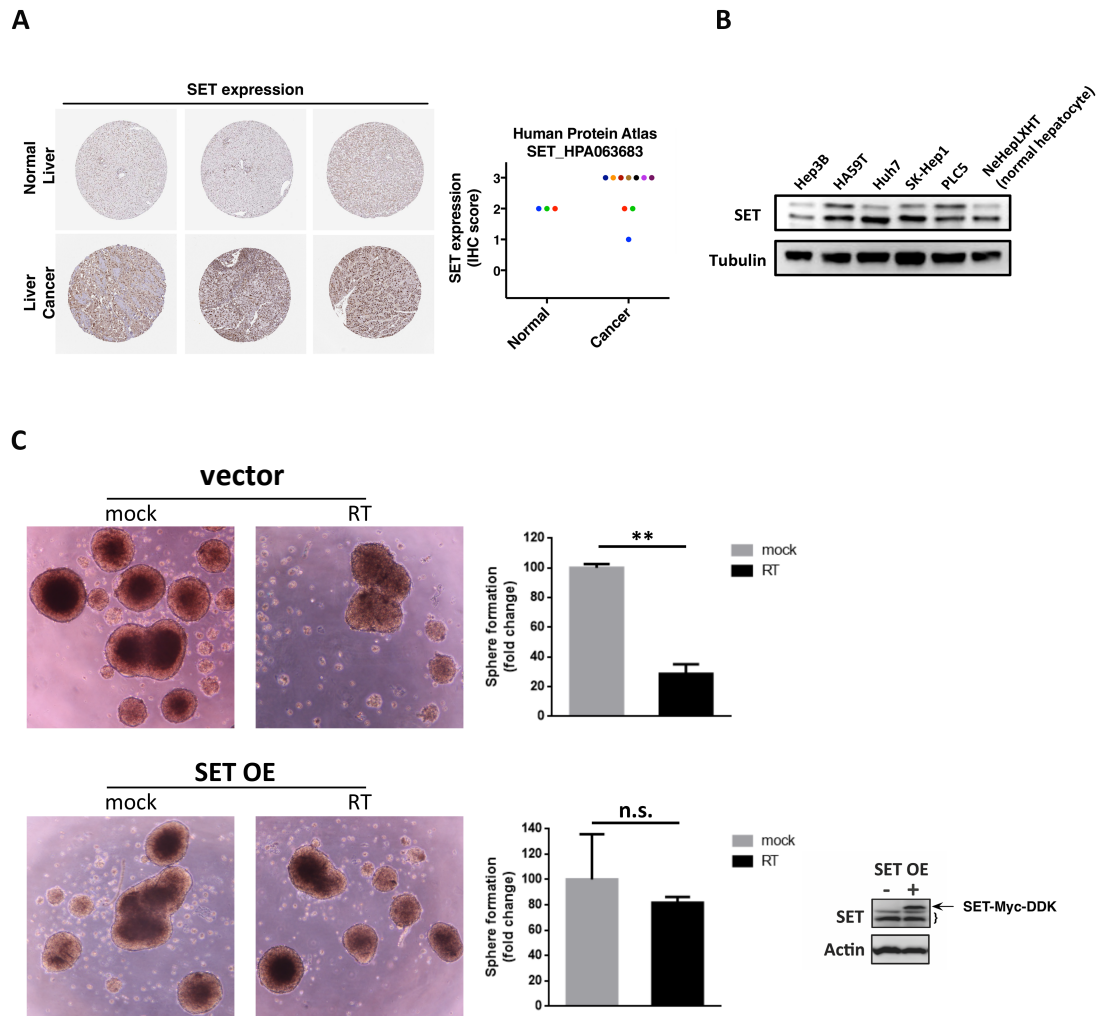 A
SET expression
Normal
Liver
Liver
Cancer
Human Protein Atlas
SET_HPA063683
SET expression
(IHC score)
3
2
1
0
Normal
Cancer
B
Hep3B
HA59T
Huh7
SK-Hep1
PLC5
NeHepLXHT
(normal hepatocyte)
SET
Tubulin
C
vector
mock
RT
Sphere formation
(fold change)
120
100
80
60
40
20
0
**
mock
RT
SET OE
mock
RT
Sphere formation
(fold change)
140
120
100
80
60
40
20
0
n.s.
mock
RT
SET OE
- +
SET
}
SET-Myc-DDK
Actin